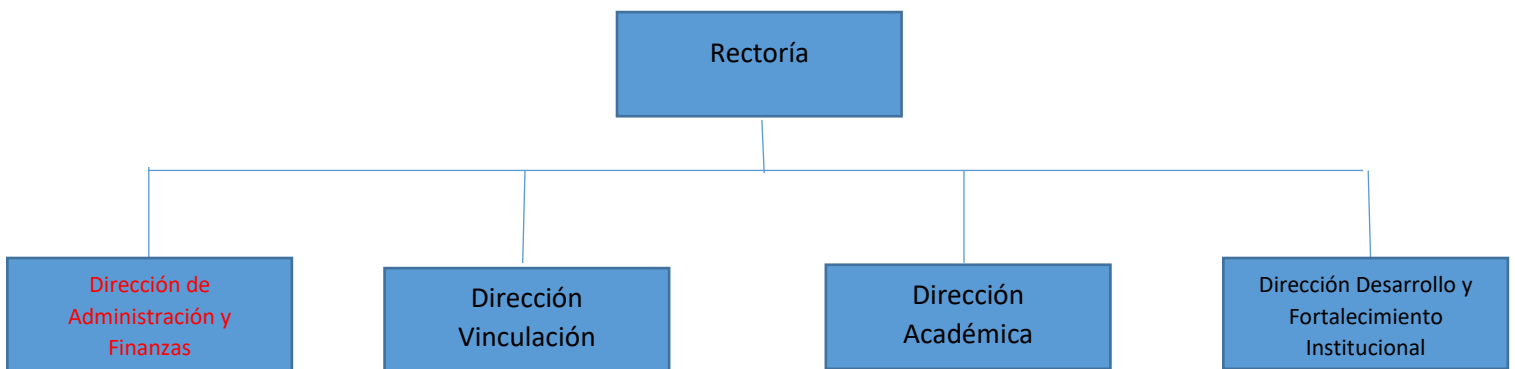 Rectoría
Dirección de
Administración y
Finanzas
Dirección
Vinculación
Dirección
Académica
Dirección Desarrollo y
Fortalecimiento
Institucional